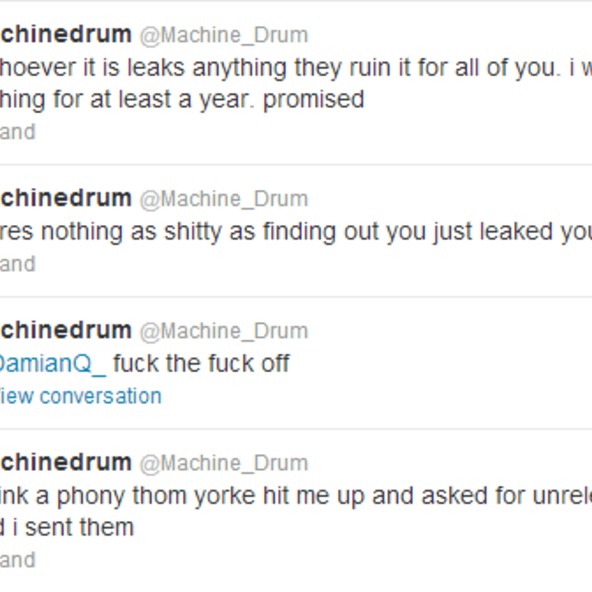 chinedrum @Machine_Drum
hoever it is leaks anything they ruin it for all of you. i w
hing for at least a year. promised
and
chinedrum @Machine_Drum
res nothing as shitty as finding out you just leaked you
and
chinedrum @Machine_Drum
DamianQ_ fuck the fuck off
iew conversation
chinedrum @Machine_Drum
ink a phony thom yorke hit me up and asked for unrele
d i sent them
and